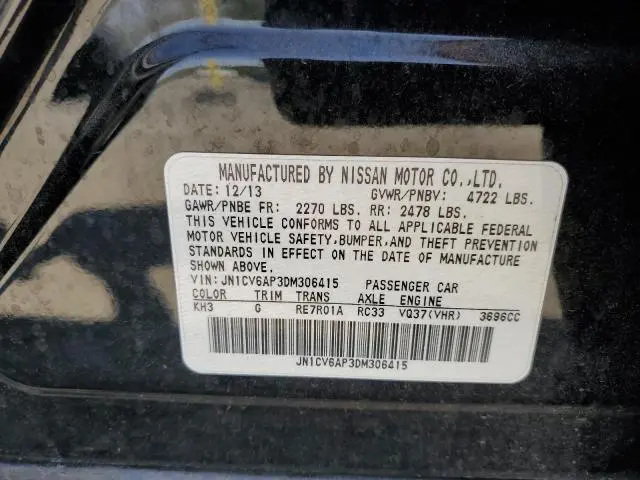 MANUFACTURED BY NISSAN MOTOR CO.,LTD.
DATE: 12/13 GVWR/PNBV: 4722 LBS.
GAWR/PNBE FR: 2270 LBS. RR: 2478 LBS.
THIS VEHICLE CONFORMS TO ALL APPLICABLE FEDERAL
MOTOR VEHICLE SAFETY,BUMPER,AND THEFT PREVENTION
STANDARDS IN EFFECT ON THE DATE OF MANUFACTURE
SHOWN ABOVE.
VIN:JN1CV6AP3DM306415 PASSENGER CAR
COLOR TRIM TRANS AXLE ENGINE
KH3 G RE7R01A RC33 VQ37(VHR) 3696CC
JN1CV6AP3DM306415